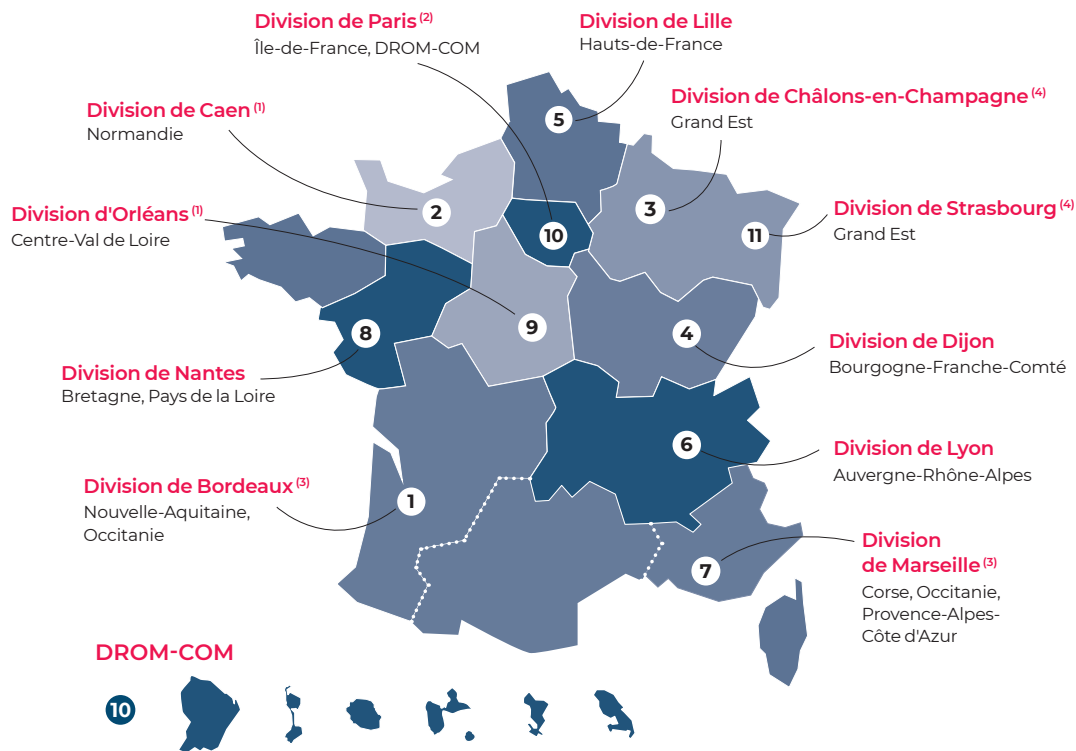 Division de Paris (2)
Île-de-France, DROM-COM
Division de Lille
Hauts-de-France
Division de Caen (1)
Normandie
Division de Châlons-en-Champagne (4)
Grand Est
5
2
3
Division d'Orléans (1)
Centre-Val de Loire
10
11
Division de Strasbourg (4)
Grand Est
8
9
4
Division de Dijon
Bourgogne-Franche-Comté
Division de Nantes
Bretagne, Pays de la Loire
6
Division de Lyon
Auvergne-Rhône-Alpes
Division de Bordeaux (3)
Nouvelle-Aquitaine,
Occitanie
1
7
Division
de Marseille (3)
Corse, Occitanie,
Provence-Alpes-
Côte d'Azur
DROM-COM
10